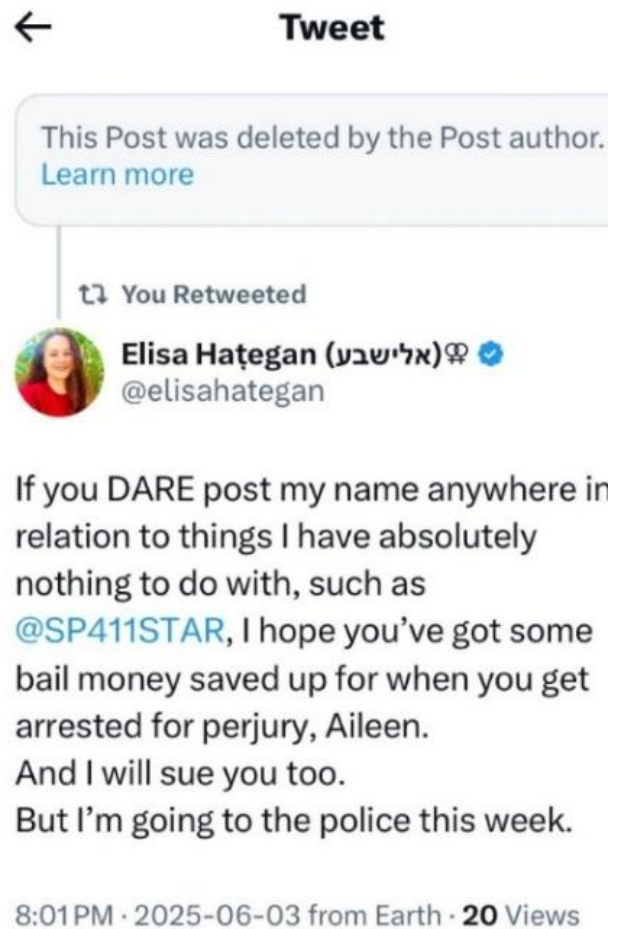 Tweet
This Post was deleted by the Post author.
Learn more
You Retweeted
Elisa Hațegan (אלישבע)
@elisahategan
If you DARE post my name anywhere in
relation to things I have absolutely
nothing to do with, such as
@SP411STAR, I hope you’ve got some
bail money saved up for when you get
arrested for perjury, Aileen.
And I will sue you too.
But I’m going to the police this week.
8:01 PM · 2025-06-03 from Earth · 20 Views